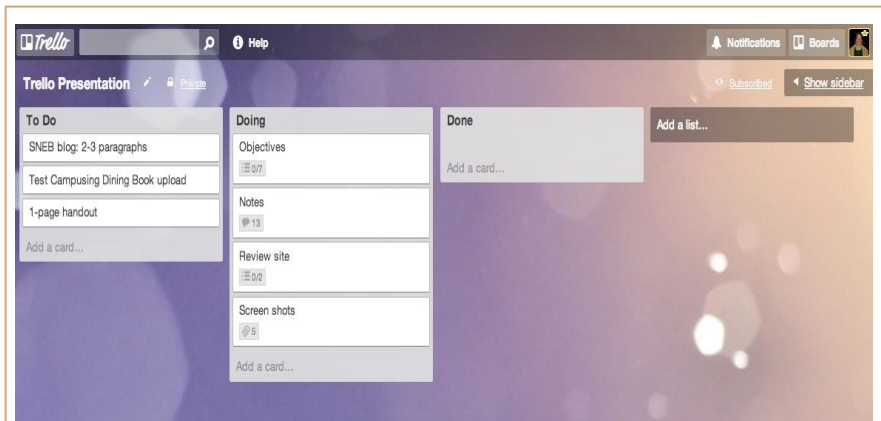 Trello
Help
Notifications
Boards
Trello Presentation
Private
Subscribed
Show sidebar
To Do
SNEB blog: 2-3 paragraphs
Test Campusing Dining Book upload
1-page handout
Add a card...
Doing
Objectives
0/7
Notes
13
Review site
0/2
Screen shots
5
Add a card...
Done
Add a card...
Add a list...